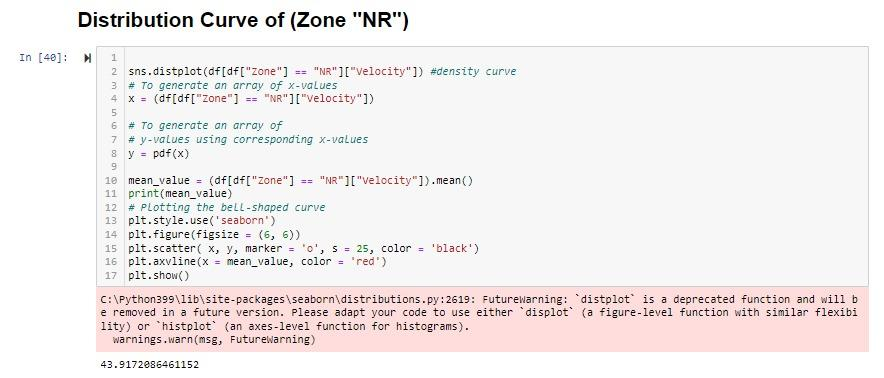 Distribution Curve of (Zone "NR")
In [40]:
1
2 sns.distplot(df[df["Zone"] == "NR"]["Velocity"]) #density curve
3 # To generate an array of x-values
4 x = (df[df["Zone"] == "NR"]["Velocity"])
5
6 # To generate an array of
7 # y-values using corresponding x-values
8 y = pdf(x)
9
10 mean_value = (df[df["Zone"] == "NR"]["Velocity"]).mean()
11 print(mean_value)
12 # Plotting the bell-shaped curve
13 plt.style.use('seaborn')
14 plt.figure(figsize = (6, 6))
15 plt.scatter( x, y, marker = 'o', s = 25, color = 'black')
16 plt.axvline(x = mean_value, color = 'red')
17 plt.show()
C:\Python399\lib\site-packages\seaborn\distributions.py:2619: FutureWarning: `distplot` is a deprecated function and will b
e removed in a future version. Please adapt your code to use either `displot` (a figure-level function with similar flexibi
lity) or `histplot` (an axes-level function for histograms).
warnings.warn(msg, FutureWarning)
43.9172086461152